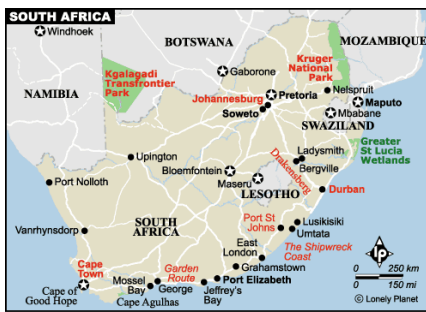 SOUTH AFRICA
Windhoek
BOTSWANA
MOZAMBIQUE
Kgalagadi
Transfrontier
Park
Gaborone
Kruger
National
Park
NAMIBIA
Johannesburg
Pretoria
Nelspruit
Maputo
Soweto
Mbabane
SWAZILAND
Greater
St Lucia
Wetlands
Upington
Ladysmith
Bloemfontein
Drakensberg
Bergville
Port Nolloth
Maseru
LESOTHO
Durban
SOUTH
AFRICA
Port St
Johns
Lusikisiki
Umtata
Vanrhynsdorp
East
London
The Shipwreck
Coast
Cape
Town
Garden
Route
Grahamstown
Mossel
Bay
George
Port Elizabeth
Cape of
Good Hope
Cape Agulhas
Jeffrey's
Bay
lp
0 250 km
0 150 mi
© Lonely Planet